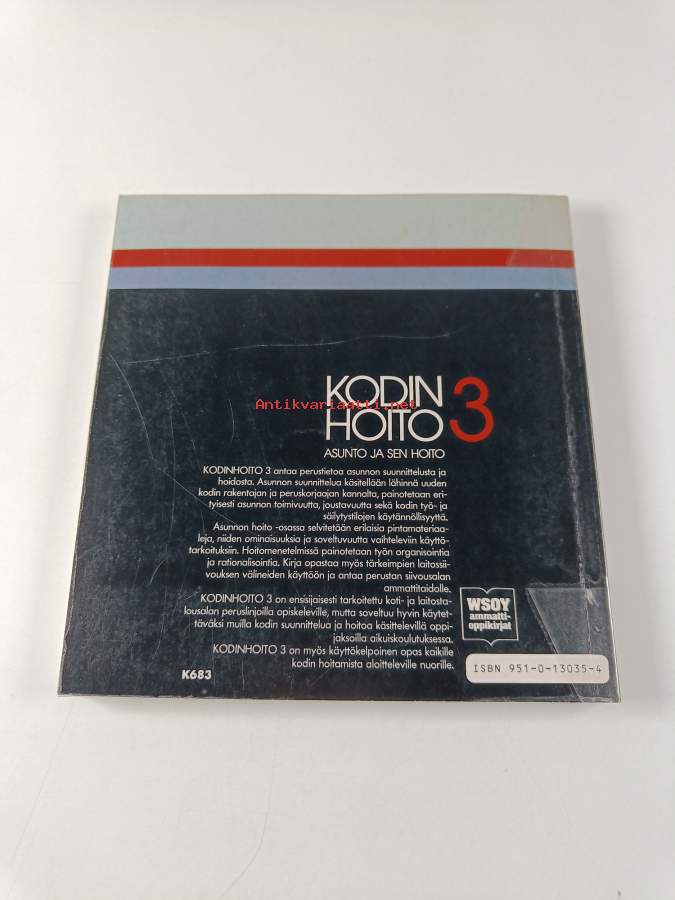 KODIN
HOITO 3
Antikvariaatti.net
ASUNTO JA SEN HOITO
KODINHOITO 3 antaa perustietoa asunnon suunnittelusta ja
hoidosta. Asunnon suunnittelua käsitellään lähinnä uuden
kodin rakentajan ja peruskorjaajan kannalta, painotetaan eri-
tyisesti asunnon toimivuutta, joustavuutta sekä kodin työ- ja
säilytystilojen käytännöllisyyttä.
Asunnon hoito -osassa selvitetään erilaisia pintamateriaa-
leja, niiden ominaisuuksia ja soveltuvuutta vaihteleviin käyttö-
tarkoituksiin. Hoitomenetelmissä painotetaan työn organisointia
ja rationalisointia. Kirja opastaa myös tärkeimpien laitossii-
vouksen välineiden käyttöön ja antaa perustan siivousalan
ammattitaidolle.
KODINHOITO 3 on ensisijaisesti tarkoitettu koti- ja laitosta-
lousalan peruslinjoilla opiskeleville, mutta soveltuu hyvin käytet-
täväksi muilla kodin suunnittelua ja hoitoa käsittelevillä oppi-
jaksoilla aikuiskoulutuksessa.
KODINHOITO 3 on myös käyttökelpoinen opas kaikille
kodin hoitamista aloitteleville nuorille.
K683
WSOY
ammatti-
oppikirjat
ISBN 951-0-13035-4